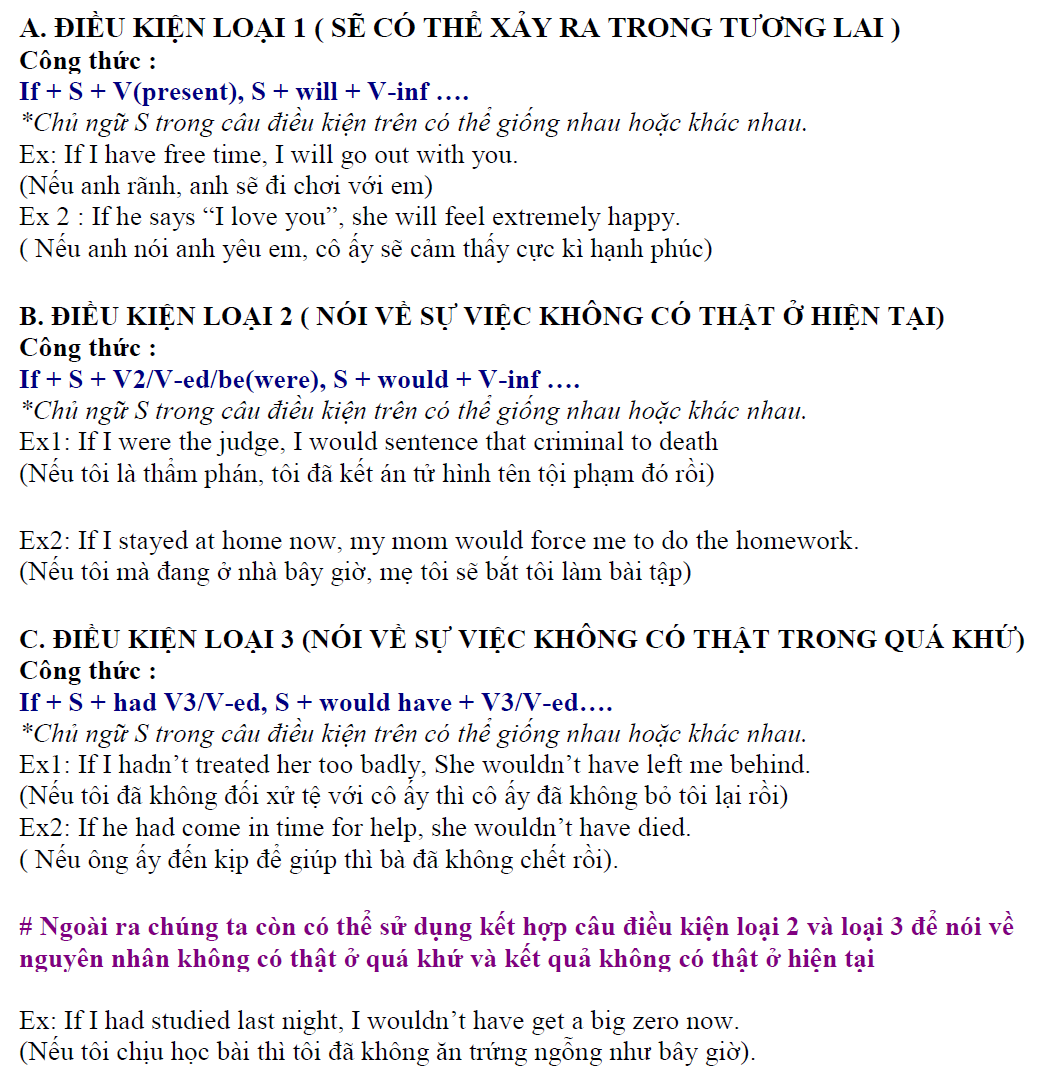 A. ĐIỀU KIỆN LOẠI 1 ( SẼ CÓ THỂ XẢY RA TRONG TƯƠNG LAI )
Công thức :
If + S + V(present), S + will + V-inf ….
*Chủ ngữ S trong câu điều kiện trên có thể giống nhau hoặc khác nhau.
Ex: If I have free time, I will go out with you.
(Nếu anh rãnh, anh sẽ đi chơi với em)
Ex 2 : If he says “I love you”, she will feel extremely happy.
( Nếu anh nói anh yêu em, cô ấy sẽ cảm thấy cực kì hạnh phúc)
B. ĐIỀU KIỆN LOẠI 2 ( NÓI VỀ SỰ VIỆC KHÔNG CÓ THẬT Ở HIỆN TẠI)
Công thức :
If + S + V2/V-ed/be(were), S + would + V-inf ….
*Chủ ngữ S trong câu điều kiện trên có thể giống nhau hoặc khác nhau.
Ex1: If I were the judge, I would sentence that criminal to death
(Nếu tôi là thẩm phán, tôi đã kết án tử hình tên tội phạm đó rồi)
Ex2: If I stayed at home now, my mom would force me to do the homework.
(Nếu tôi mà đang ở nhà bây giờ, mẹ tôi sẽ bắt tôi làm bài tập)
C. ĐIỀU KIỆN LOẠI 3 (NÓI VỀ SỰ VIỆC KHÔNG CÓ THẬT TRONG QUÁ KHỨ)
Công thức :
If + S + had V3/V-ed, S + would have + V3/V-ed….
*Chủ ngữ S trong câu điều kiện trên có thể giống nhau hoặc khác nhau.
Ex1: If I hadn’t treated her too badly, She wouldn’t have left me behind.
(Nếu tôi đã không đối xử tệ với cô ấy thì cô ấy đã không bỏ tôi lại rồi)
Ex2: If he had come in time for help, she wouldn’t have died.
( Nếu ông ấy đến kịp để giúp thì bà đã không chết rồi).
# Ngoài ra chúng ta còn có thể sử dụng kết hợp câu điều kiện loại 2 và loại 3 để nói về
nguyên nhân không có thật ở quá khứ và kết quả không có thật ở hiện tại
Ex: If I had studied last night, I wouldn’t have get a big zero now.
(Nếu tôi chịu học bài thì tôi đã không ăn trứng ngỗng như bây giờ).